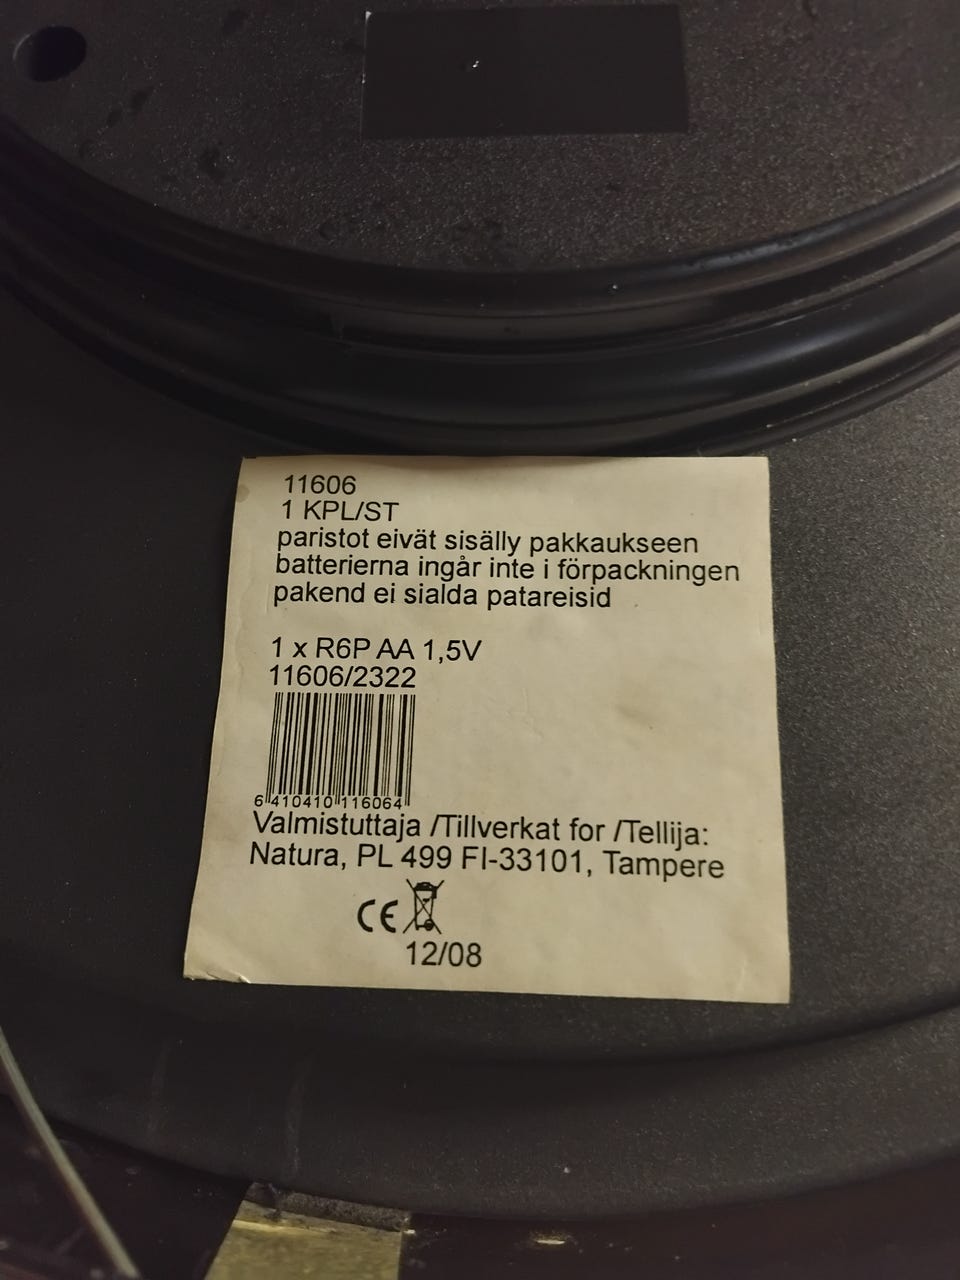 11606
1 KPL/ST
paristot eivät sisälly pakkaukseen
batterierna ingår inte i förpackningen
pakend ei sialda patareisid
1 x R6P AA 1,5V
11606/2322
6 410410 116064
Valmistuttaja /Tillverkat for /Tellija:
Natura, PL 499 FI-33101, Tampere
CE
12/08